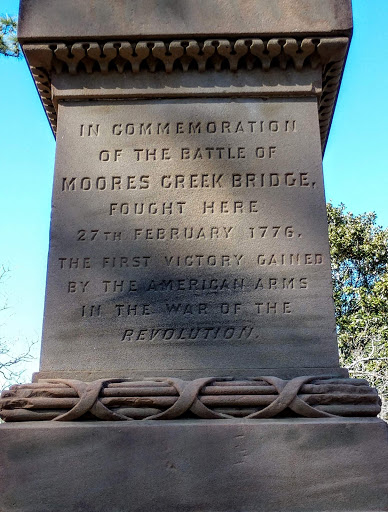 IN COMMEMORATION
OF THE BATTLE OF
MOORES CREEK BRIDGE,
FOUGHT HERE
27TH FEBRUARY 1776,
THE FIRST VICTORY GAINED
BY THE AMERICAN ARMS
IN THE WAR OF THE
REVOLUTION.